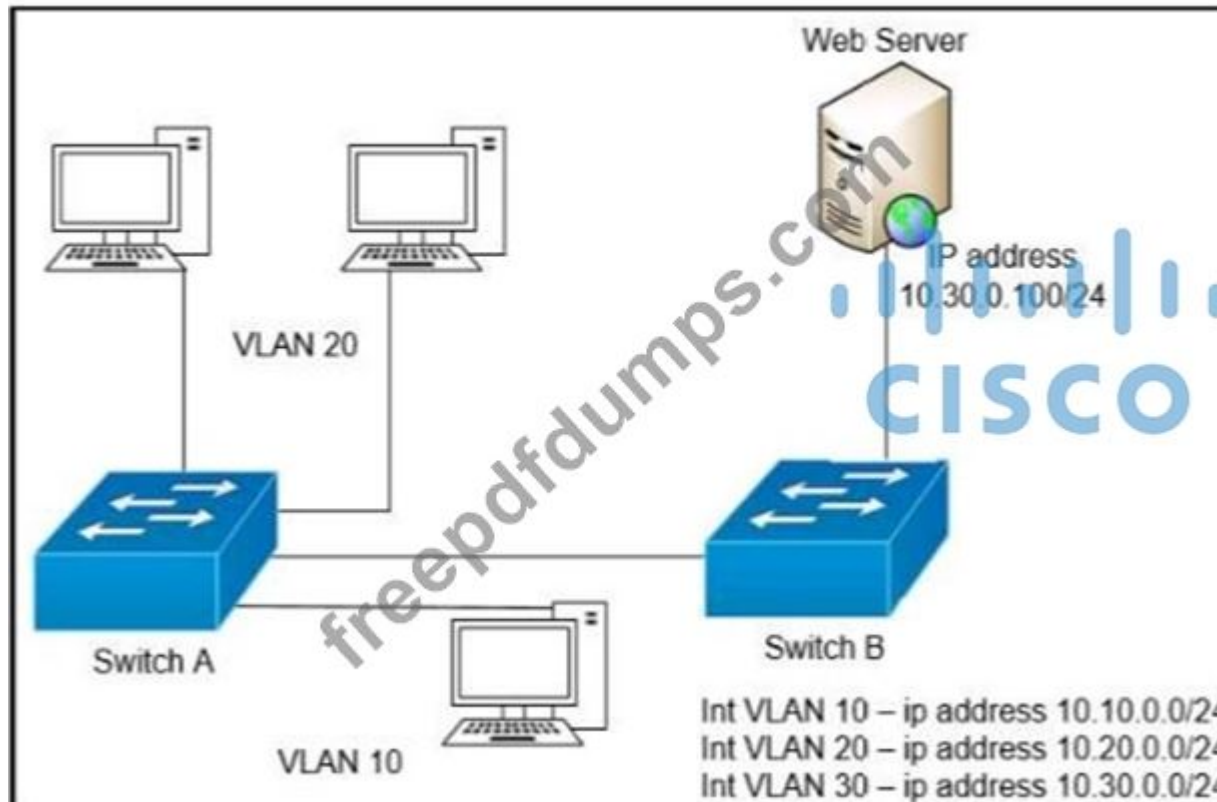 Web Server
IP address
10.30.0.100/24
VLAN 20
CISCO
freepdfdumps.com
Switch A
Switch B
VLAN 10
Int VLAN 10 – ip address 10.10.0.0/24
Int VLAN 20 – ip address 10.20.0.0/24
Int VLAN 30 – ip address 10.30.0.0/24